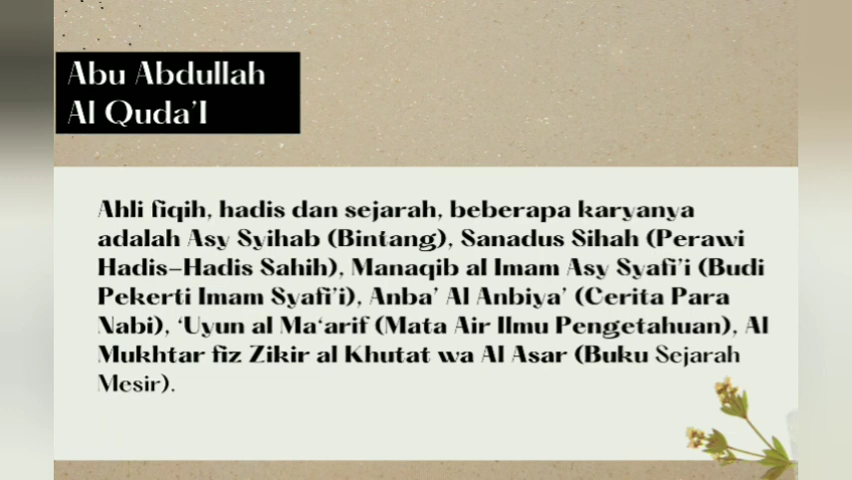 Abu Abdullah
Al Quda'I
Ahli fiqih, hadis dan sejarah, beberapa karyanya
adalah Asy Syihab (Bintang), Sanadus Sihah (Perawi
Hadis-Hadis Sahih), Manaqib al Imam Asy Syafi'i (Budi
Pekerti Imam Syafi'i), Anba' Al Anbiya' (Cerita Para
Nabi), 'Uyun al Ma'arif (Mata Air Ilmu Pengetahuan), Al
Mukhtar fiz Zikir al Khutat wa Al Asar (Buku Sejarah
Mesir).